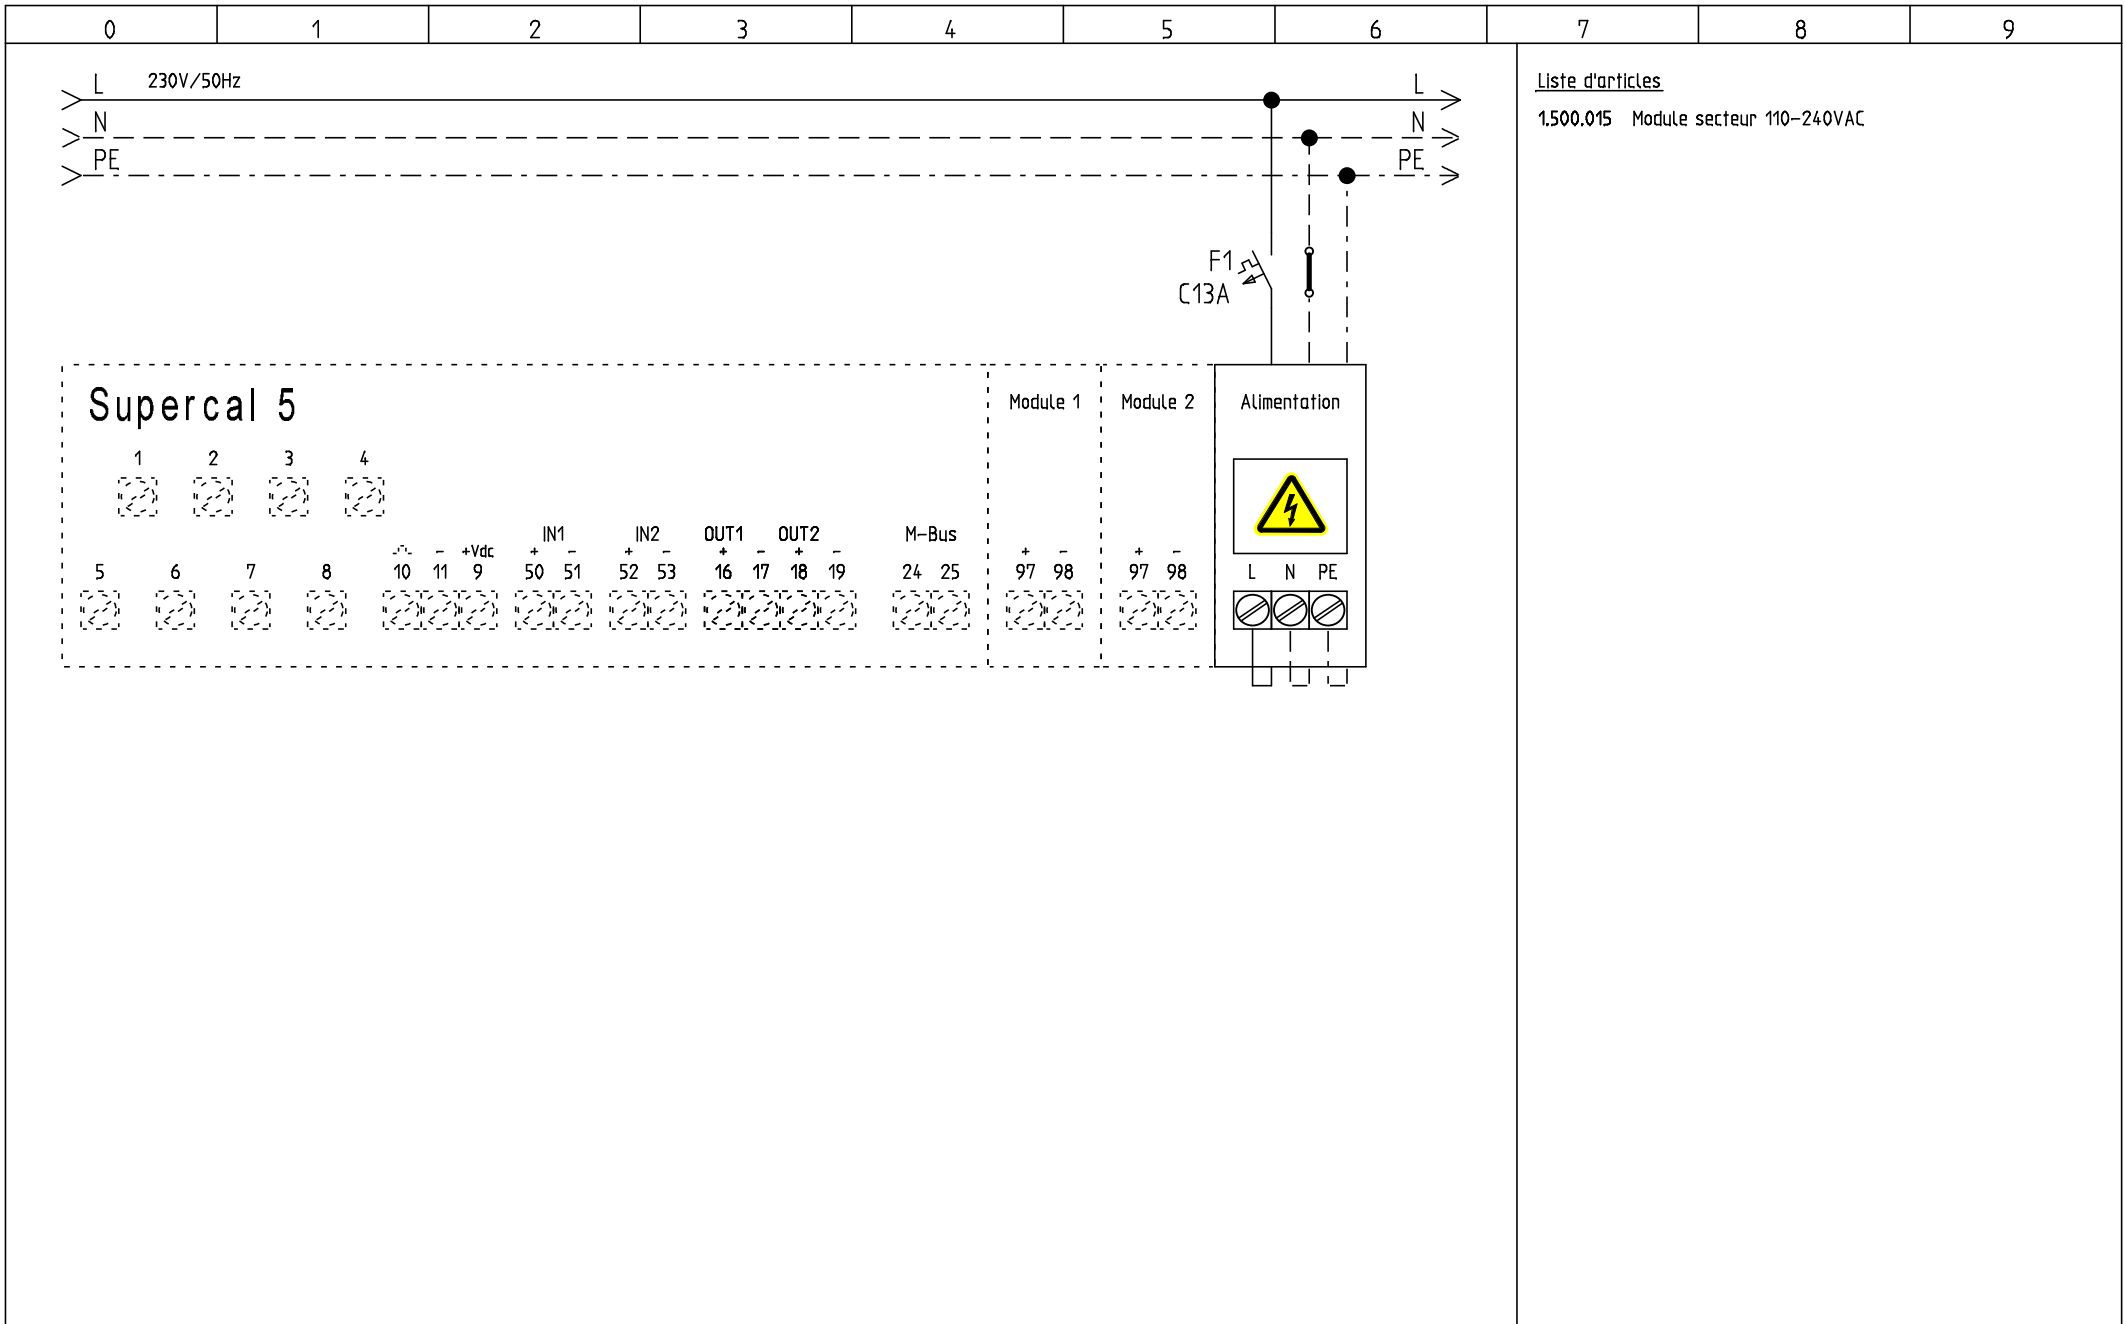 0 1 2 3 4 5 6 7 8 9
L 230V/50Hz L
N N
PE PE
Liste d'articles
1.500.015 Module secteur 110-240VAC
F1
C13A
Supercal 5
Module 1 Module 2 Alimentation
1 2 3 4
IN1 IN2 OUT1 OUT2 M-Bus
- +Vdc + - + - + - + - + - + -
5 6 7 8 10 11 9 50 51 52 53 16 17 18 19 24 25 97 98 97 98 L N PE